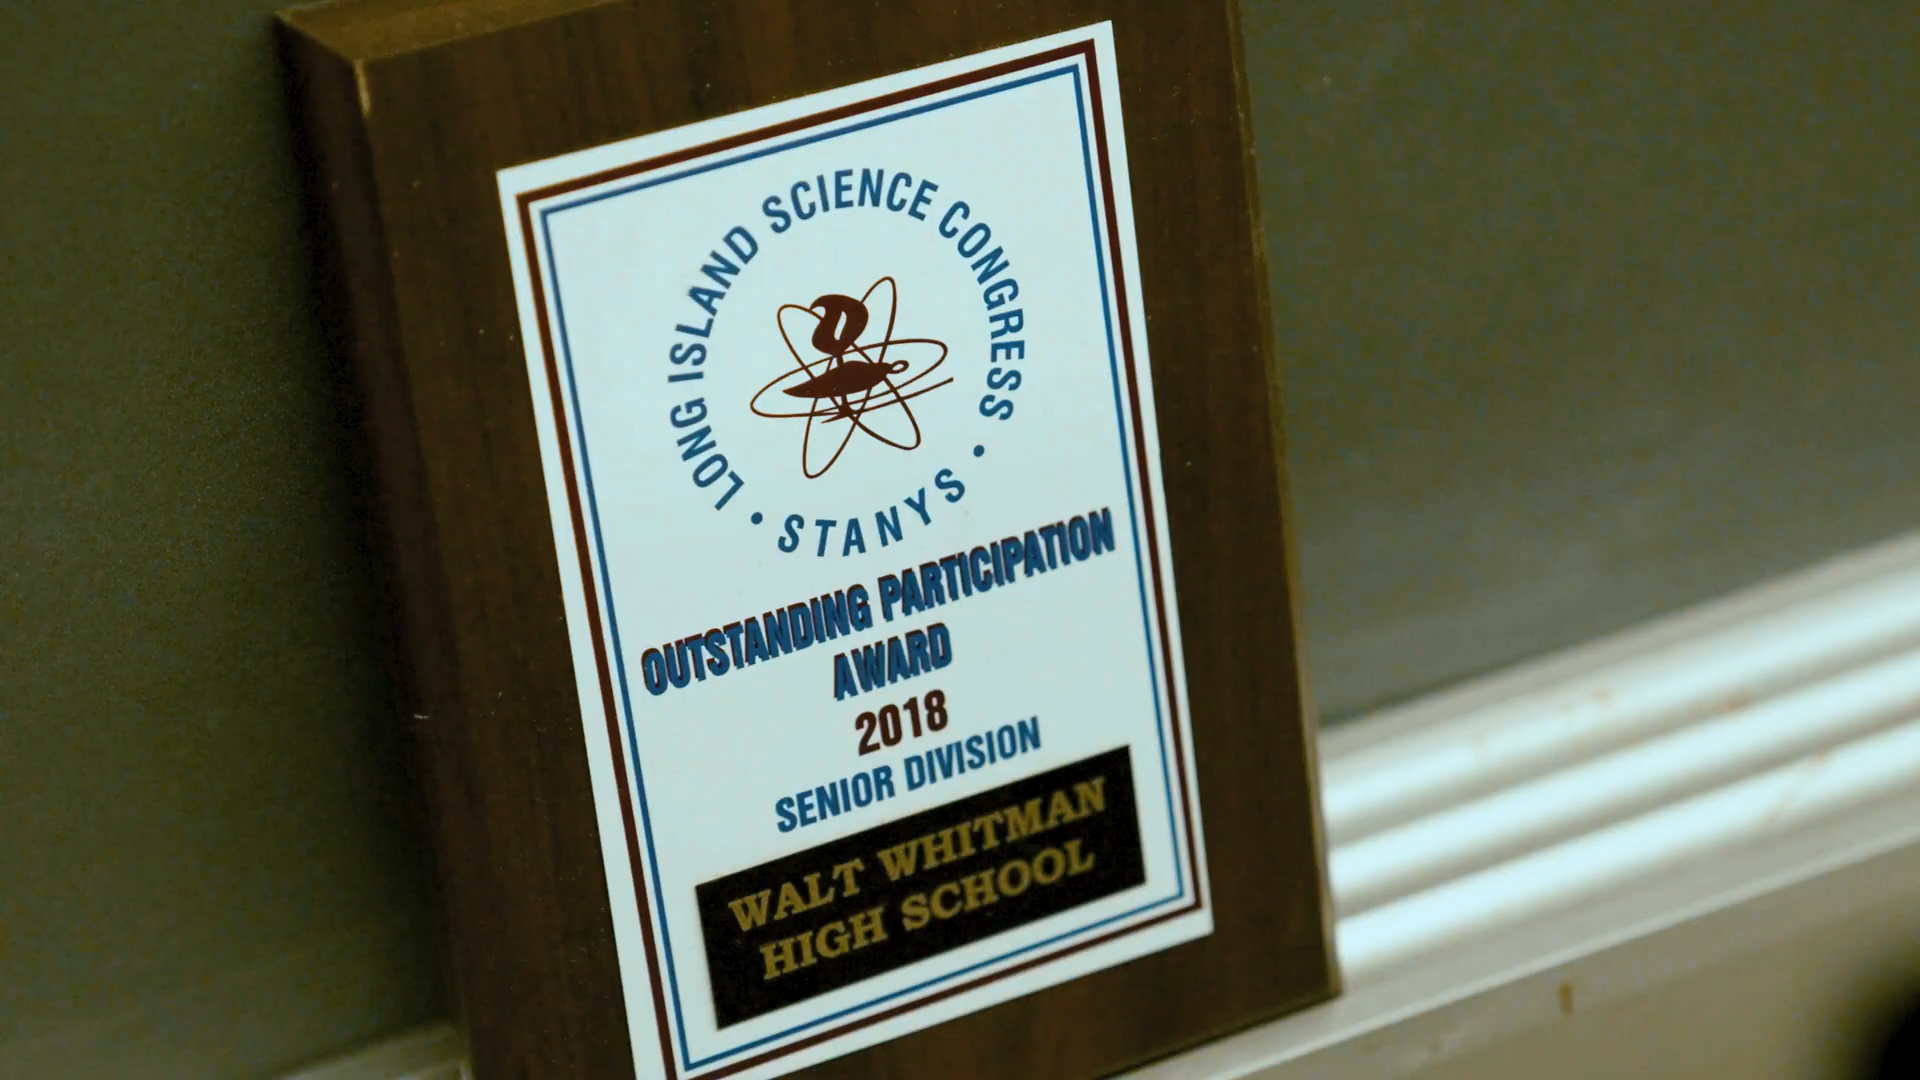 LONG ISLAND SCIENCE CONGRESS
• STANYS •
OUTSTANDING PARTICIPATION
AWARD
2018
SENIOR DIVISION
WALT WHITMAN
HIGH SCHOOL